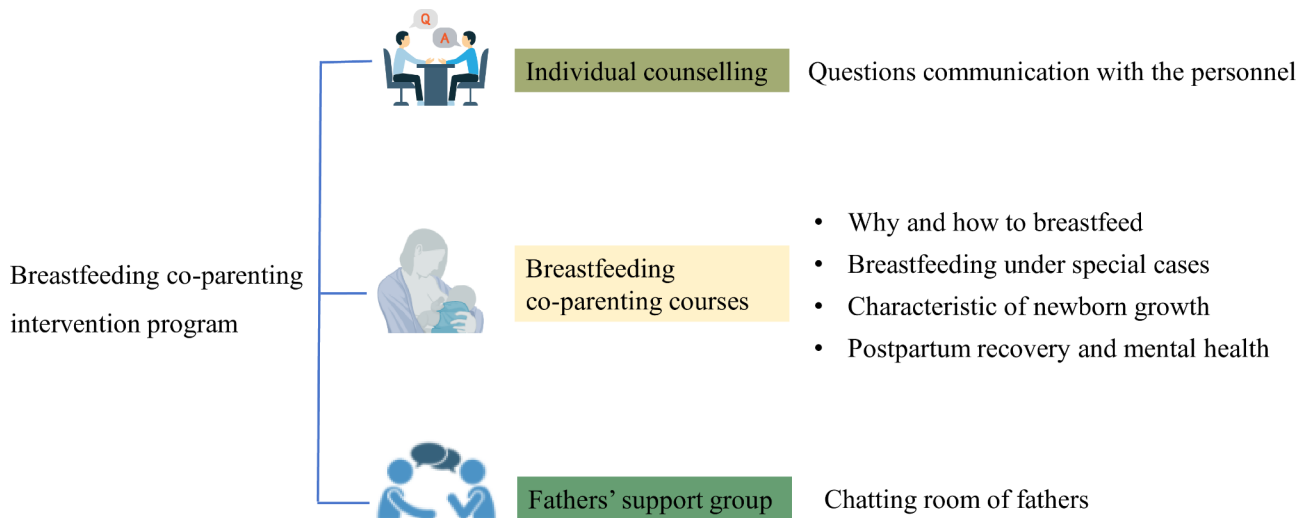 Q
A
Individual counselling
Questions communication with the personnel
Breastfeeding co-parenting
intervention program
Breastfeeding
co-parenting courses
• Why and how to breastfeed
• Breastfeeding under special cases
• Characteristic of newborn growth
• Postpartum recovery and mental health
Fathers’ support group
Chatting room of fathers